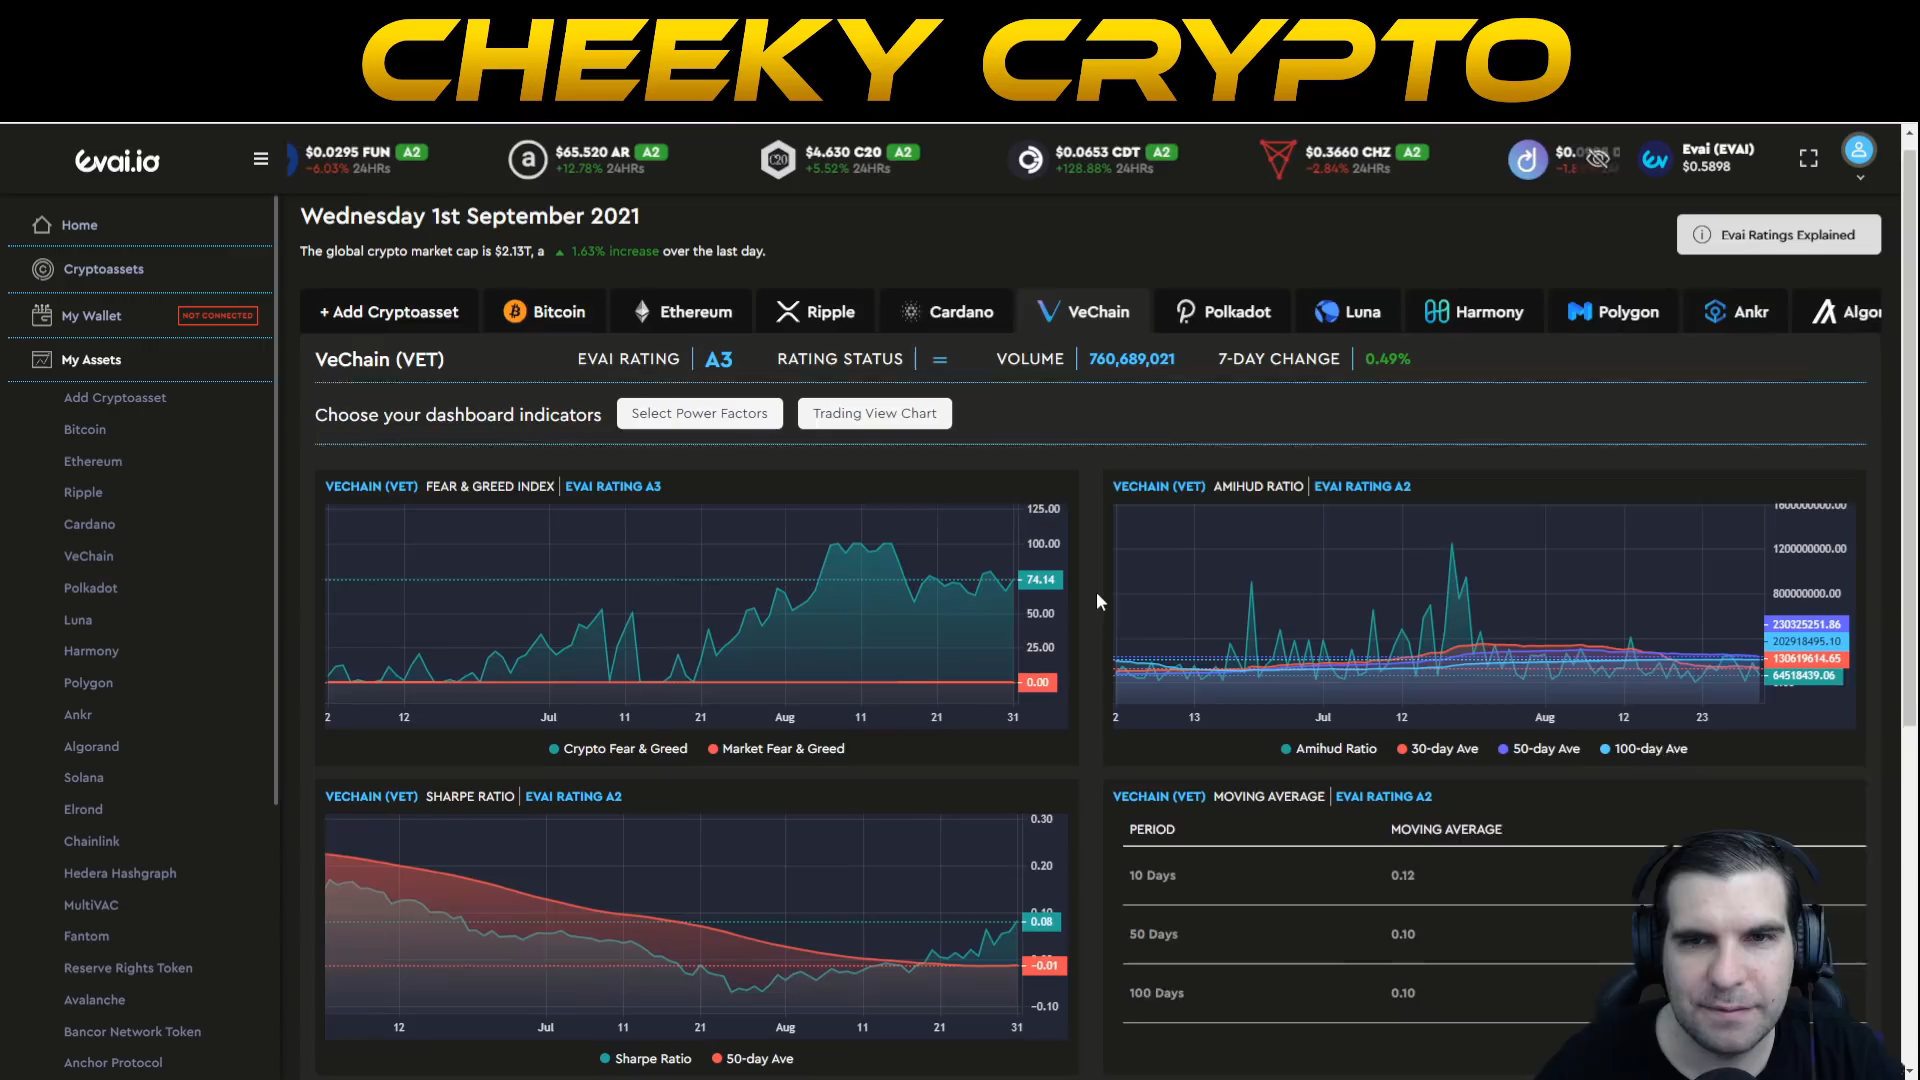 CHEEKY CRYPTO
evai.io
$0.0295 FUN A2
-6.03% 24HRs
a
$65.520 AR A2
+12.78% 24HRs
C20
$4.630 C20 A2
+5.52% 24HRs
$0.0653 CDT A2
+128.88% 24HRs
$0.3660 CHZ A2
-2.84% 24HRs
ev
Evai (EVAI)
$0.5898
Home
Cryptoassets
My Wallet NOT CONNECTED
My Assets
Add Cryptoasset
Bitcoin
Ethereum
Ripple
Cardano
VeChain
Polkadot
Luna
Harmony
Polygon
Ankr
Algorand
Solana
Elrond
Chainlink
Hedera Hashgraph
MultiVAC
Fantom
Reserve Rights Token
Avalanche
Bancor Network Token
Anchor Protocol
Wednesday 1st September 2021
The global crypto market cap is $2.13T, a ▲ 1.63% increase over the last day.
Evai Ratings Explained
+ Add Cryptoasset Bitcoin Ethereum Ripple Cardano VeChain Polkadot Luna Harmony Polygon Ankr Algor
VeChain (VET) EVAI RATING A3 RATING STATUS = VOLUME 760,689,021 7-DAY CHANGE 0.49%
Choose your dashboard indicators Select Power Factors Trading View Chart
VECHAIN (VET) FEAR & GREED INDEX EVAI RATING A3
125.00
100.00
74.14
50.00
25.00
0.00
2 12 Jul 11 21 Aug 11 21 31
Crypto Fear & Greed Market Fear & Greed
VECHAIN (VET) AMIHUD RATIO EVAI RATING A2
1600000000.00
1200000000.00
800000000.00
230325251.86
202918495.10
130619614.65
64518439.06
2 13 Jul 12 Aug 12 23
Amihud Ratio 30-day Ave 50-day Ave 100-day Ave
VECHAIN (VET) SHARPE RATIO EVAI RATING A2
0.30
0.20
0.10
0.08
-0.01
-0.10
12 Jul 11 21 Aug 11 21 31
Sharpe Ratio 50-day Ave
VECHAIN (VET) MOVING AVERAGE EVAI RATING A2
PERIOD MOVING AVERAGE
10 Days 0.12
50 Days 0.10
100 Days 0.10